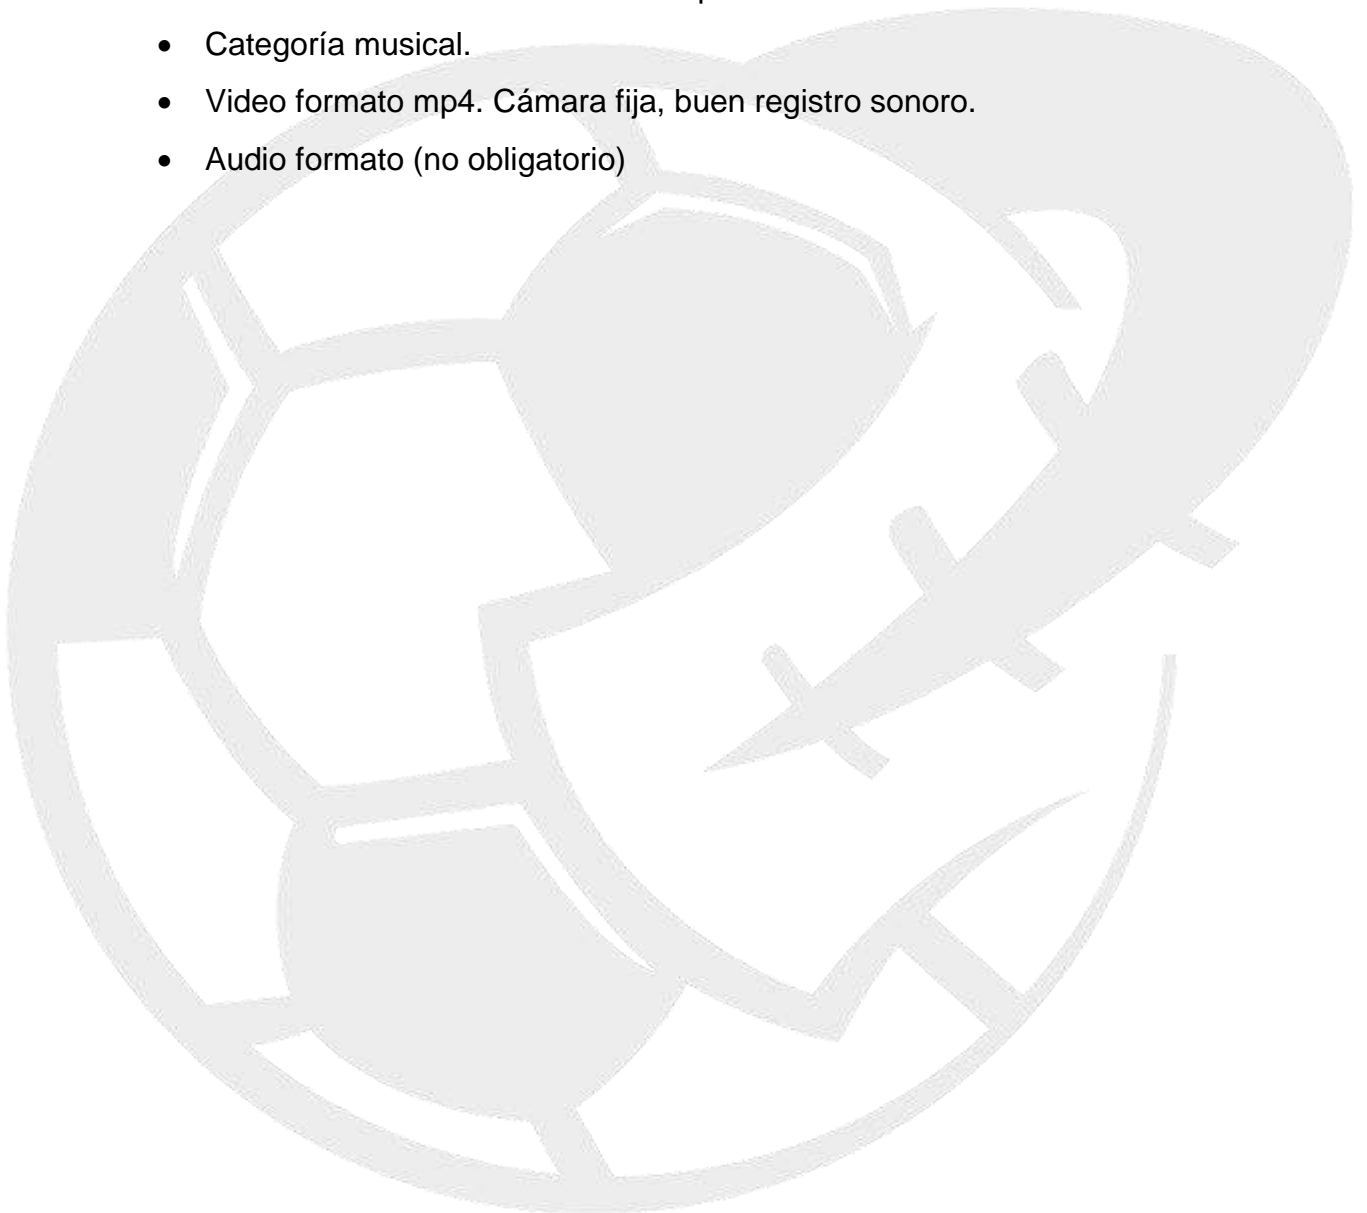 • Categoría musical.
• Video formato mp4. Cámara fija, buen registro sonoro.
• Audio formato (no obligatorio)